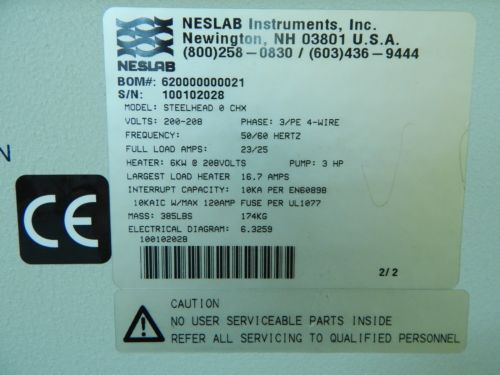 NESLAB
NESLAB Instruments, Inc.
Newington, NH 03801 U.S.A.
(800)258-0830 / (603)436-9444
BOM#: 620000000021
S/N: 100102028
MODEL: STEELHEAD 0 CHX
VOLTS: 200-208 PHASE: 3/PE 4-WIRE
FREQUENCY: 50/60 HERTZ
FULL LOAD AMPS: 23/25
HEATER: 6KW @ 208VOLTS PUMP: 3 HP
LARGEST LOAD HEATER 16.7 AMPS
INTERRUPT CAPACITY: 10KA PER EN60898
10KAIC W/MAX 120AMP FUSE PER UL1077
MASS: 385LBS 174KG
ELECTRICAL DIAGRAM: 6.3259
100102028
2/2
N
CE
CAUTION
NO USER SERVICEABLE PARTS INSIDE
REFER ALL SERVICING TO QUALIFIED PERSONNEL